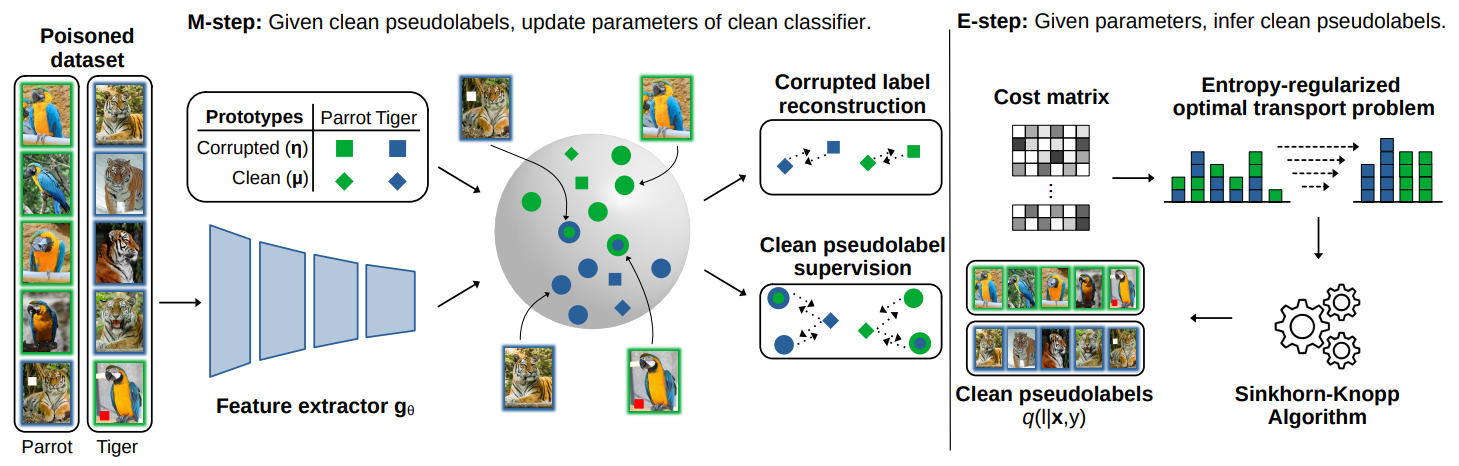 M-step: Given clean pseudolabels, update parameters of clean classifier.
E-step: Given parameters, infer clean pseudolabels.
Poisoned
dataset
Parrot
Tiger
Prototypes
Parrot Tiger
Corrupted (η)
Clean (μ)
Feature extractor gθ
Corrupted label
reconstruction
Clean pseudolabel
supervision
Cost matrix
Entropy-regularized
optimal transport problem
Sinkhorn-Knopp
Algorithm
Clean pseudolabels
q(l|x,y)